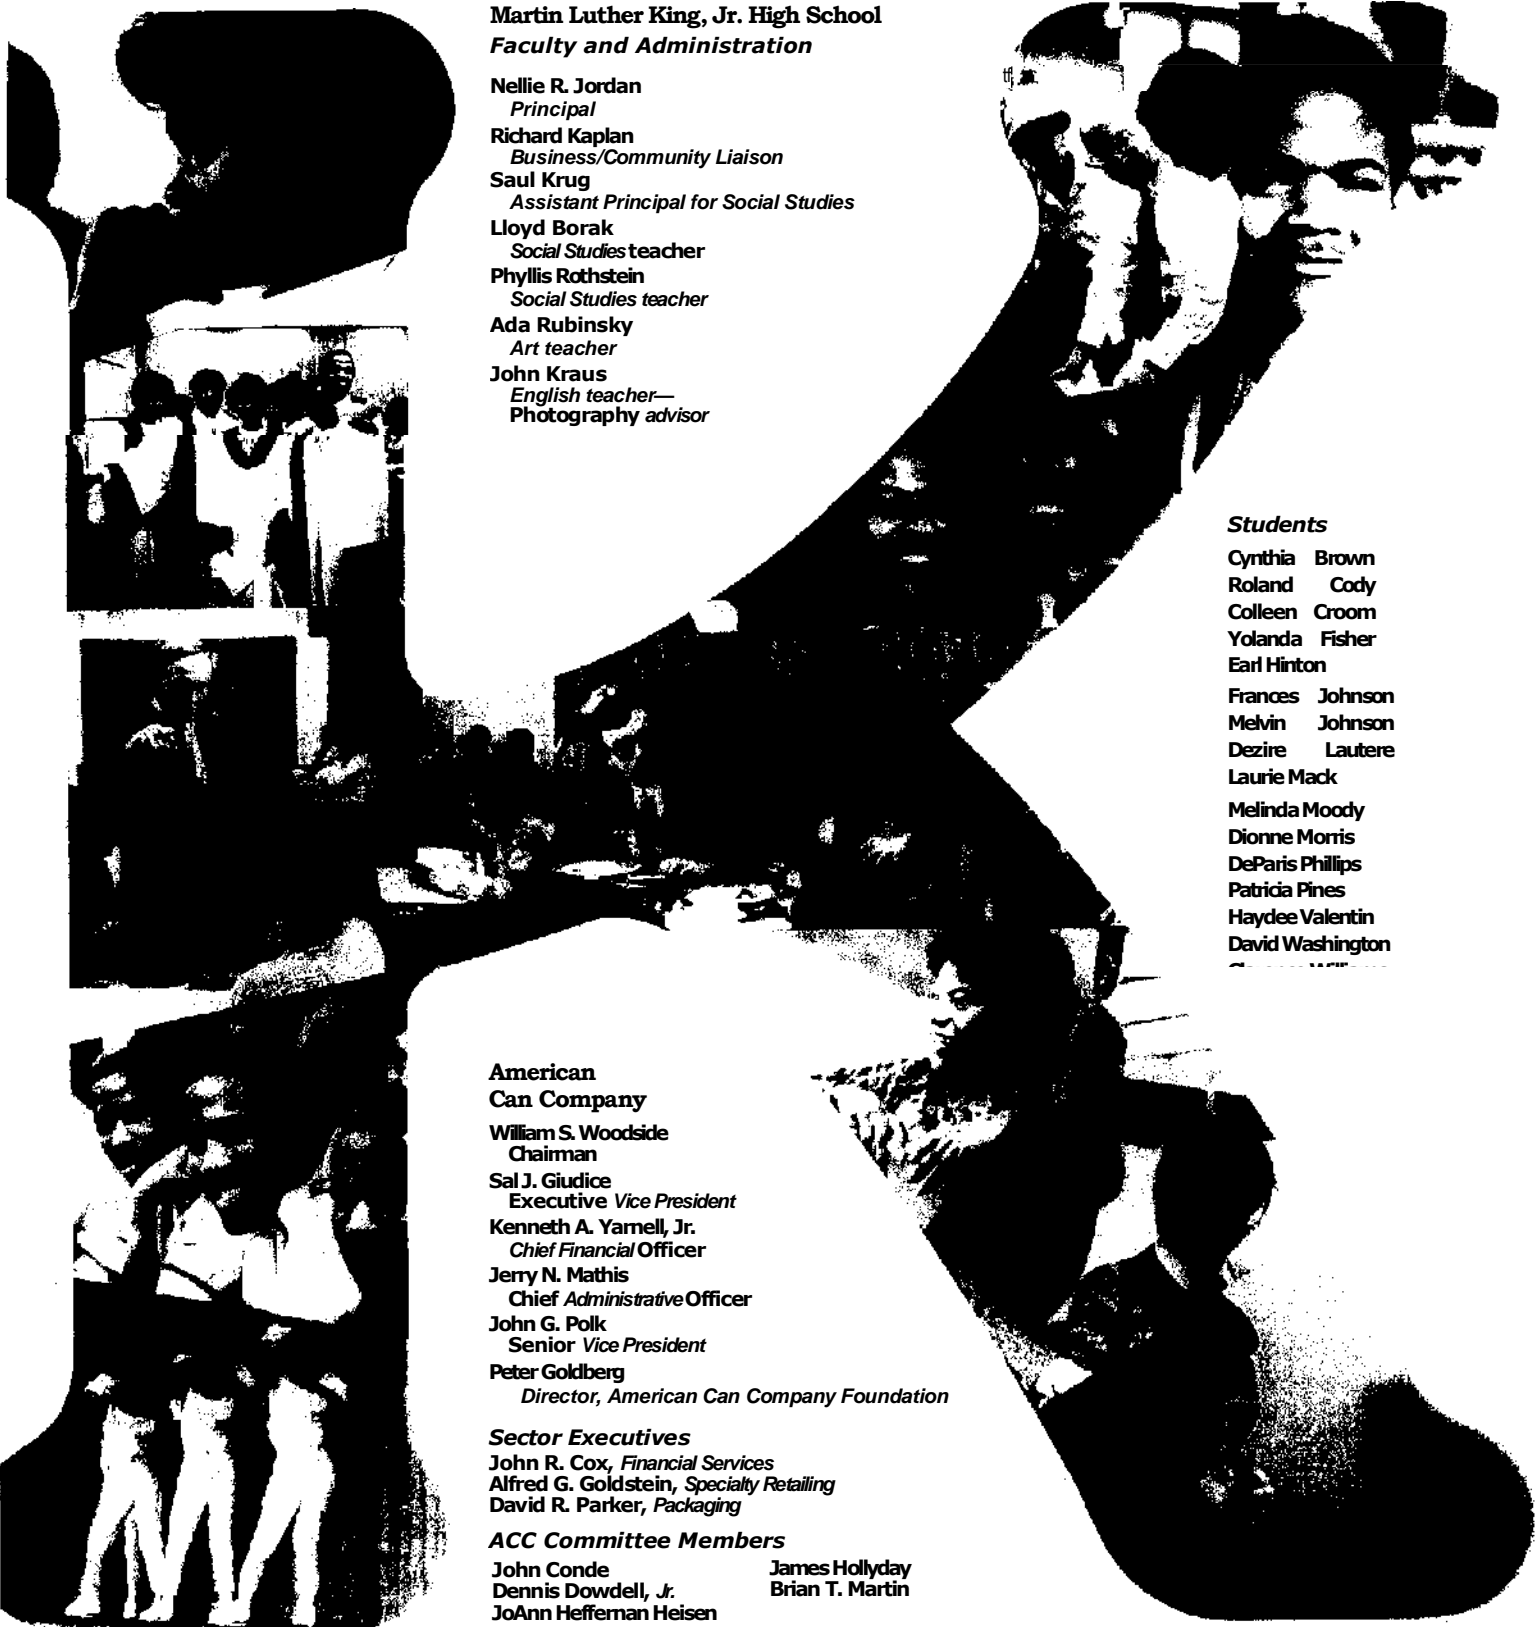 Martin Luther King, Jr. High School
Faculty and Administration
Nellie R. Jordan
Principal
Richard Kaplan
Business/Community Liaison
Saul Krug
Assistant Principal for Social Studies
Lloyd Borak
Social Studies teacher
Phyllis Rothstein
Social Studies teacher
Ada Rubinsky
Art teacher
John Kraus
English teacher—
Photography advisor
Students
Cynthia Brown
Roland Cody
Colleen Croom
Yolanda Fisher
Earl Hinton
Frances Johnson
Melvin Johnson
Dezire Lautere
Laurie Mack
Melinda Moody
Dionne Morris
DeParis Phillips
Patricia Pines
Haydee Valentin
David Washington
American
Can Company
William S. Woodside
Chairman
Sal J. Giudice
Executive Vice President
Kenneth A. Yarnell, Jr.
Chief Financial Officer
Jerry N. Mathis
Chief Administrative Officer
John G. Polk
Senior Vice President
Peter Goldberg
Director, American Can Company Foundation
Sector Executives
John R. Cox, Financial Services
Alfred G. Goldstein, Specialty Retailing
David R. Parker, Packaging
ACC Committee Members
John Conde
Dennis Dowdell, Jr.
JoAnn Heffernan Heisen
James Hollyday
Brian T. Martin